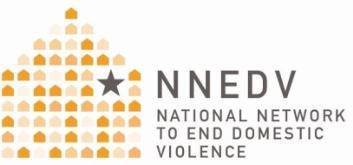 NNEDV
NATIONAL NETWORK
TO END DOMESTIC
VIOLENCE